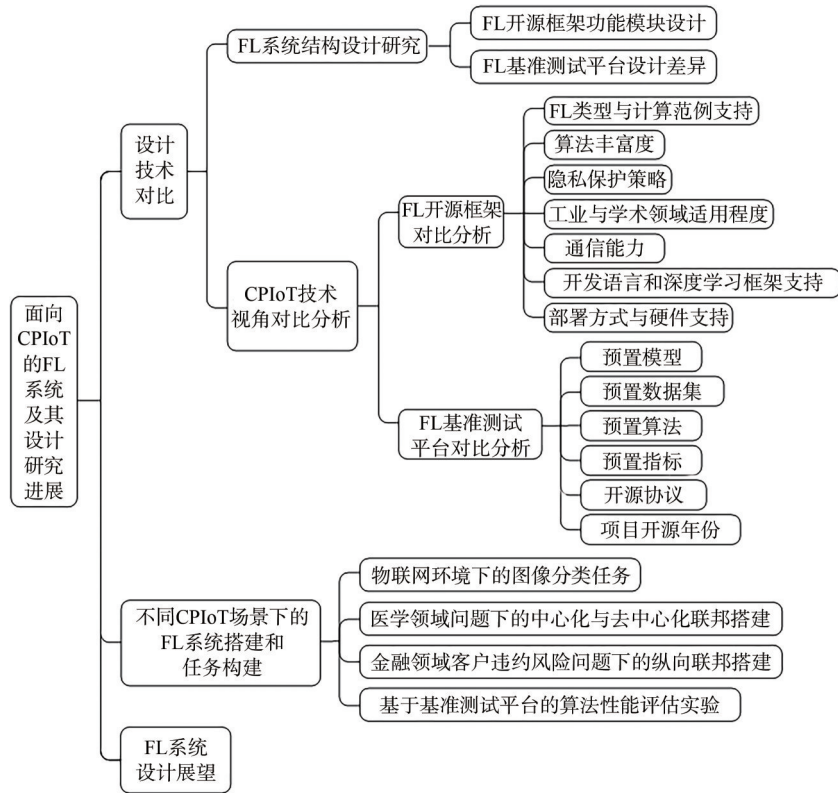 面向
CPIoT
的FL
系统
及其
设计
研究
进展
设计
技术
对比
FL系统结构设计研究
FL开源框架功能模块设计
FL基准测试平台设计差异
CPIoT技术
视角对比分析
FL开源框架
对比分析
FL类型与计算范例支持
算法丰富度
隐私保护策略
工业与学术领域适用程度
通信能力
开发语言和深度学习框架支持
部署方式与硬件支持
FL基准测试
平台对比分析
预置模型
预置数据集
预置算法
预置指标
开源协议
项目开源年份
不同CPIoT场景下的
FL系统搭建和
任务构建
物联网环境下的图像分类任务
医学领域问题下的中心化与去中心化联邦搭建
金融领域客户违约风险问题下的纵向联邦搭建
基于基准测试平台的算法性能评估实验
FL系统
设计展望